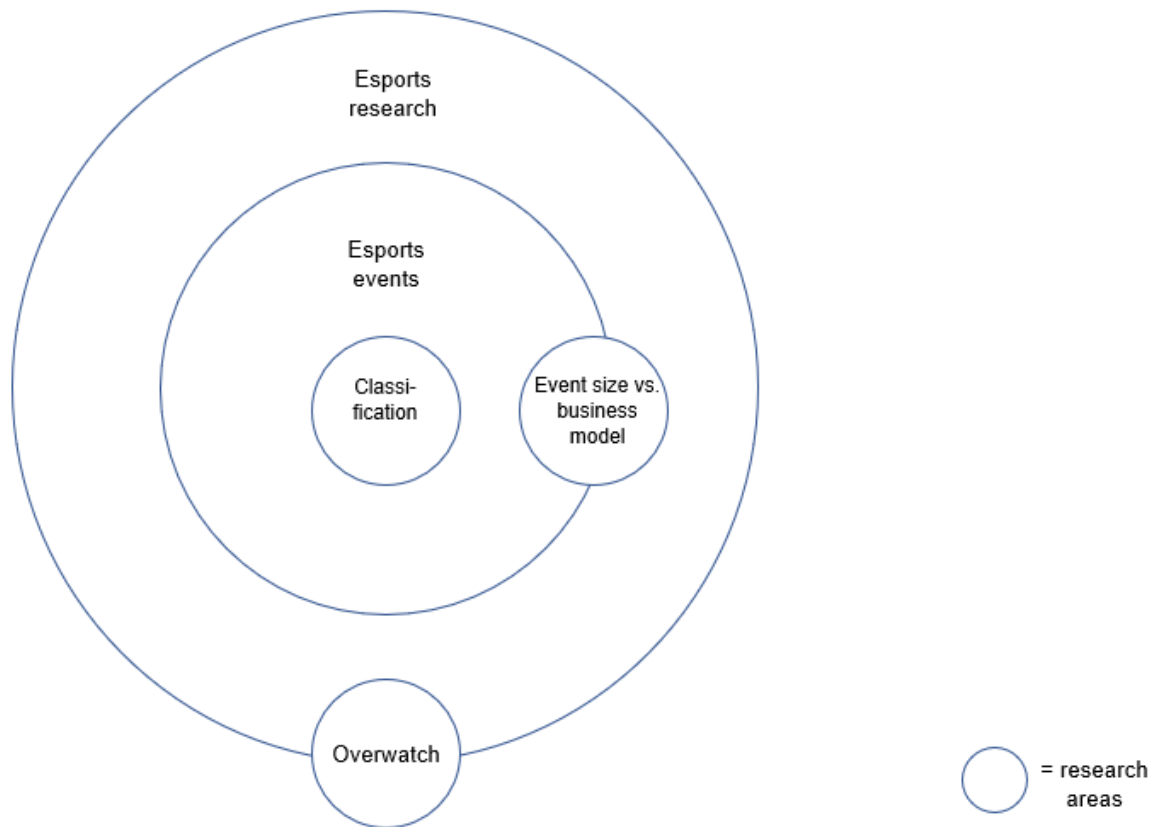 Esports
research
Esports
events
Classi-
fication
Event size vs.
business
model
Overwatch
= research
areas